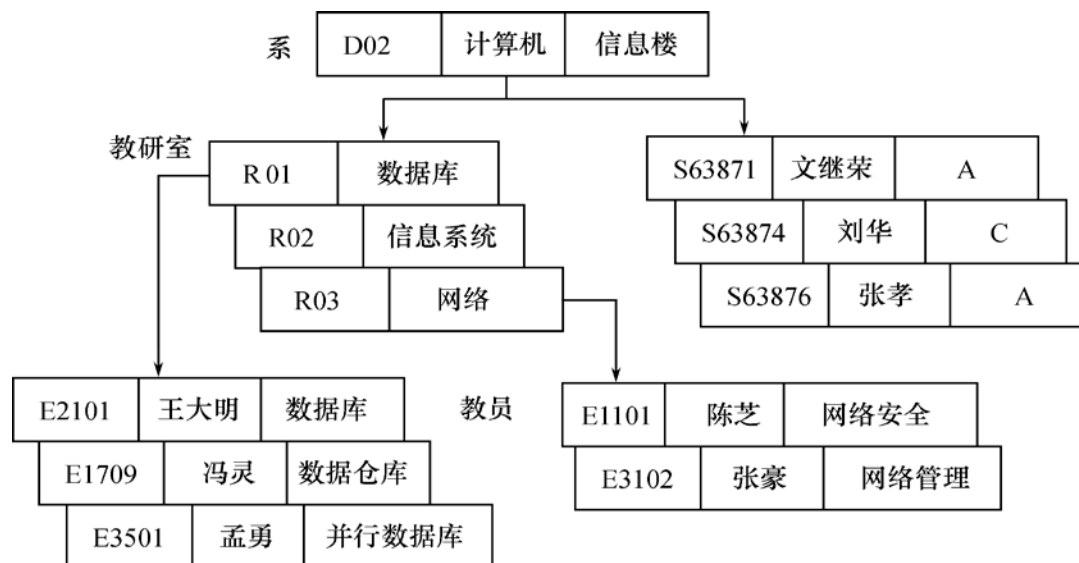 系 D02 计算机 信息楼
教研室
R 01 数据库
R02 信息系统
R03 网络
S63871 文继荣 A
S63874 刘华 C
S63876 张孝 A
E2101 王大明 数据库
E1709 冯灵 数据仓库
E3501 孟勇 并行数据库
教员
E1101 陈芝 网络安全
E3102 张豪 网络管理